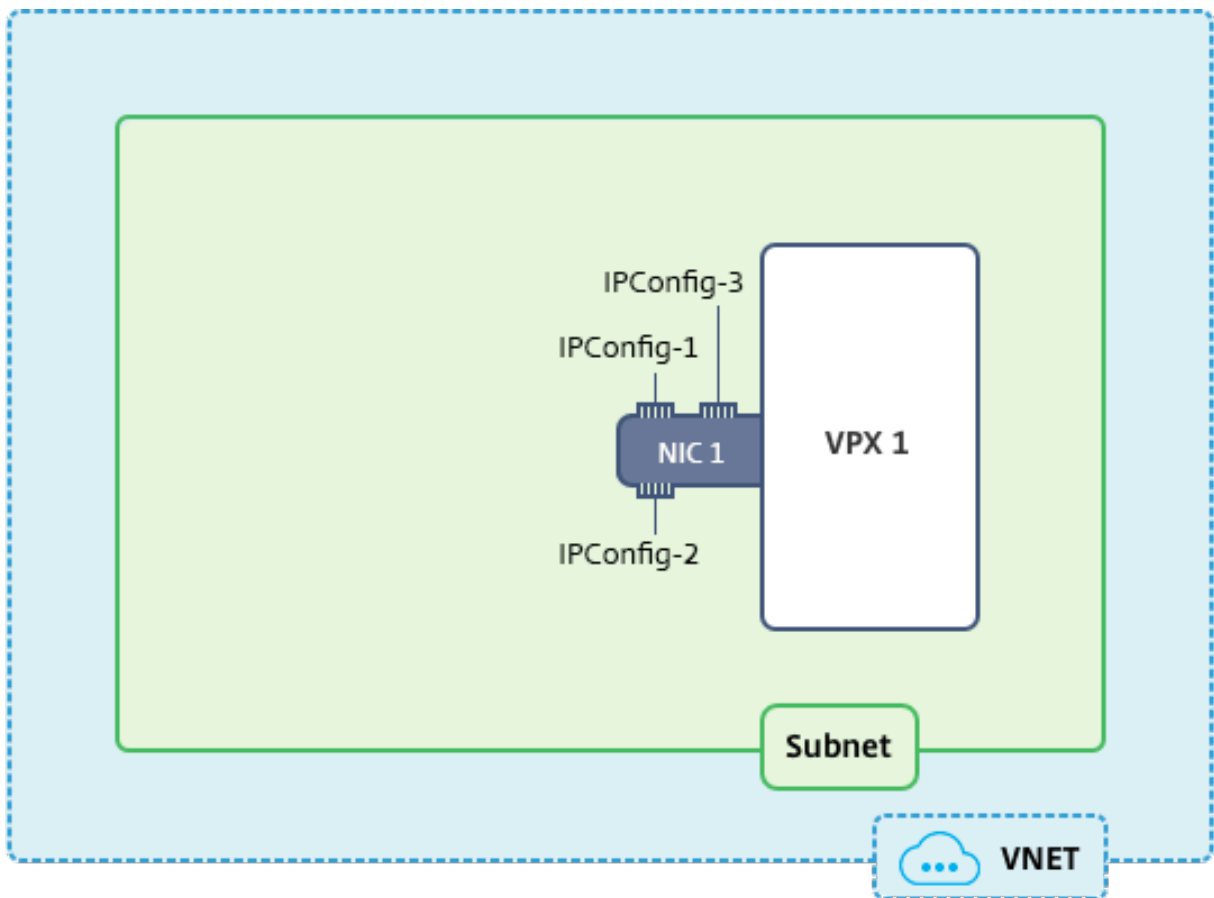 IPConfig-3
IPConfig-1
NIC 1
VPX 1
IPConfig-2
Subnet
VNET